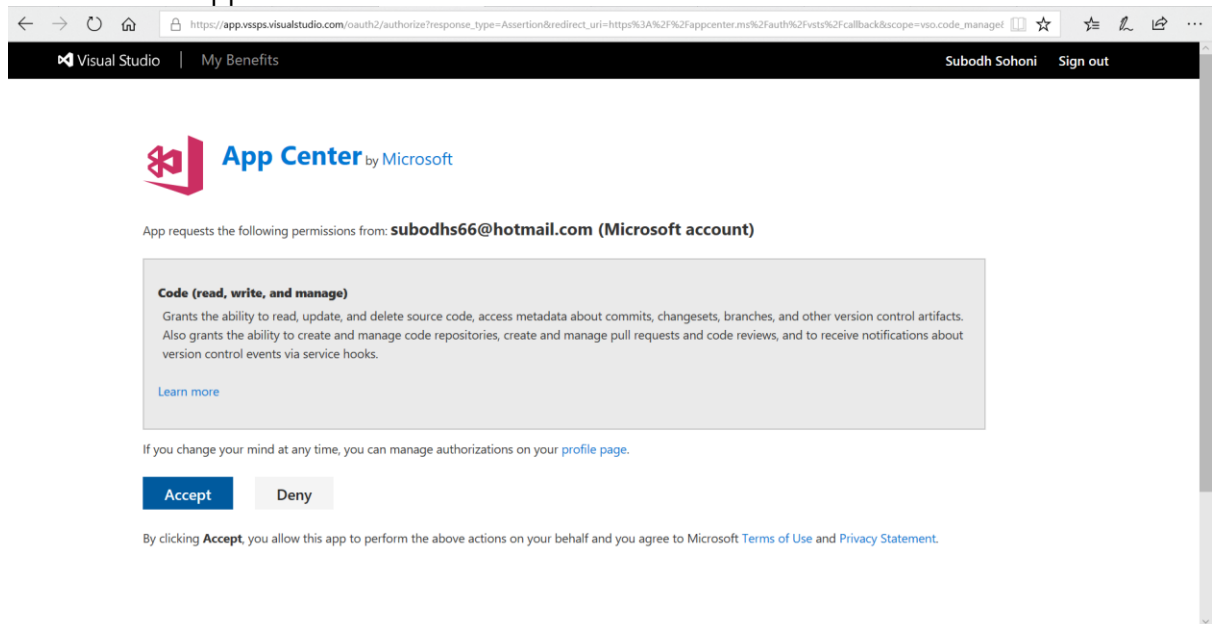 https://app.vssps.visualstudio.com/oauth2/authorize?response_type=Assertion&redirect_uri=https%3A%2F%2Fappcenter.ms%2Fauth%2Fvsts%2Fcallback&scope=vso.code_manage
Visual Studio | My Benefits Subodh Sohoni Sign out
App Center by Microsoft
App requests the following permissions from: subodhs66@hotmail.com (Microsoft account)
Code (read, write, and manage)
Grants the ability to read, update, and delete source code, access metadata about commits, changesets, branches, and other version control artifacts.
Also grants the ability to create and manage code repositories, create and manage pull requests and code reviews, and to receive notifications about
version control events via service hooks.
Learn more
If you change your mind at any time, you can manage authorizations on your profile page.
Accept Deny
By clicking Accept, you allow this app to perform the above actions on your behalf and you agree to Microsoft Terms of Use and Privacy Statement.